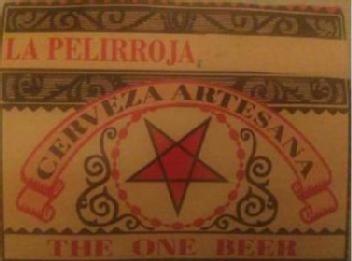 LA PELIRROJA
CERVEZA ARTESANA
THE ONE BEER